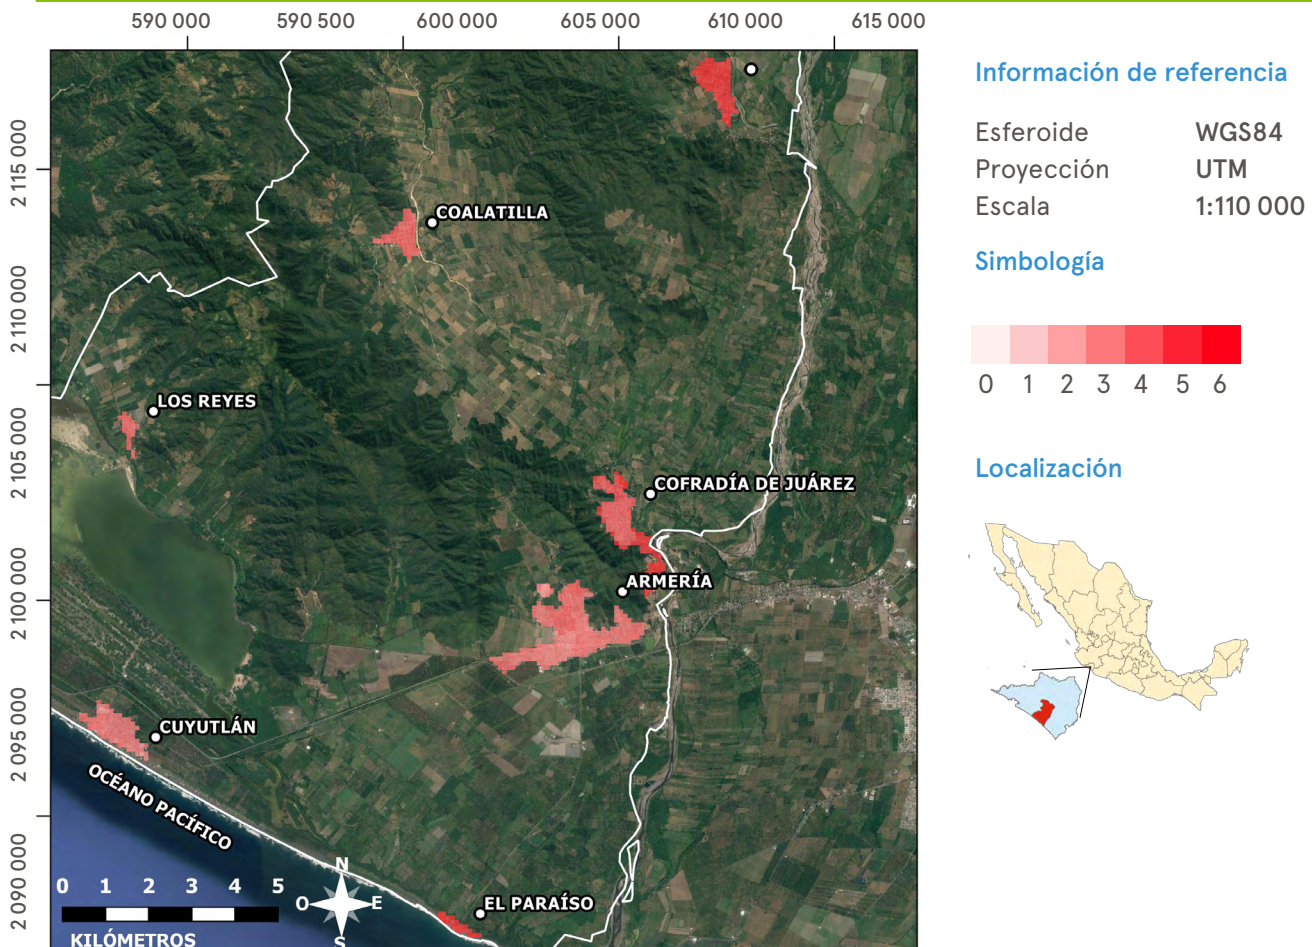 590 000 590 500 600 000 605 000 610 000 615 000
2 115 000
2 110 000
2 105 000
2 100 000
2 095 000
2 090 000
COALATILLA
LOS REYES
COFRADÍA DE JUÁREZ
ARMERÍA
CUYUTLÁN
OCÉANO PACÍFICO
EL PARAÍSO
N
O E
S
0 1 2 3 4 5
KILÓMETROS
Información de referencia
Esferoide WGS84
Proyección UTM
Escala 1:110 000
Simbología
0 1 2 3 4 5 6
Localización